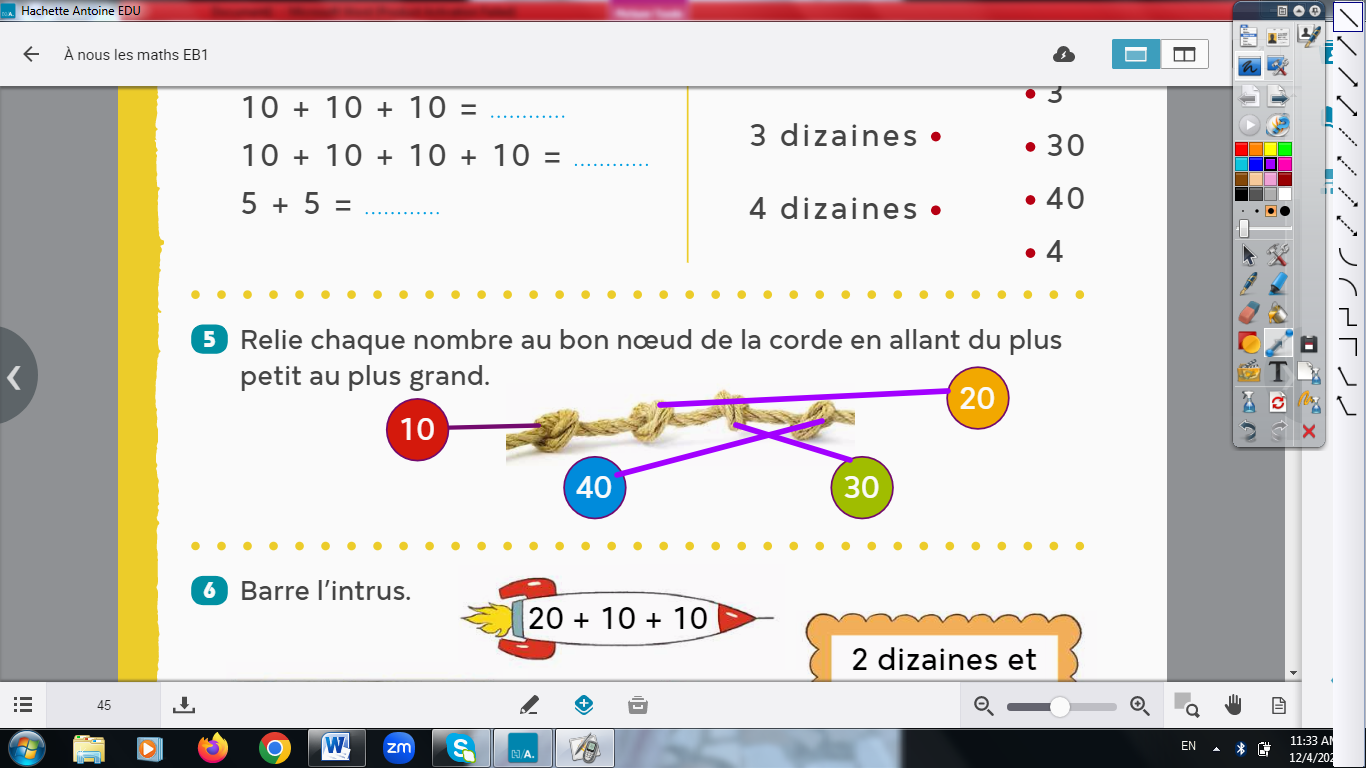 Hachette Antoine EDU
À nous les maths EB1
10 + 10 + 10 = ............
10 + 10 + 10 + 10 = ............
5 + 5 = ............
3 dizaines •
4 dizaines •
• 3
• 30
• 40
• 4
5 Relie chaque nombre au bon nœud de la corde en allant du plus
petit au plus grand.
10
20
40
30
6 Barre l'intrus.
20 + 10 + 10
2 dizaines et
45
EN
11:33 AM
12/4/202